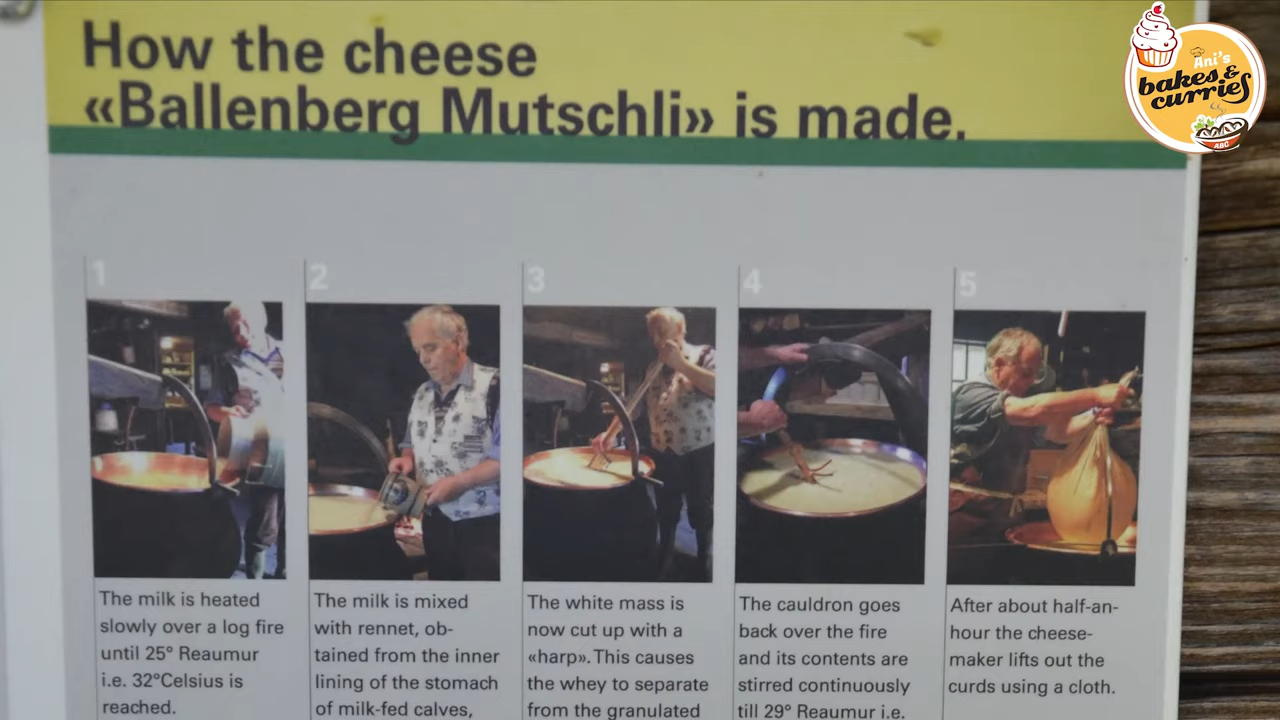 How the cheese
«Ballenberg Mutschli» is made.
Ani's
bakes &
curries
ABC
1
The milk is heated
slowly over a log fire
until 25° Reaumur
i.e. 32°Celsius is
reached.
2
The milk is mixed
with rennet, ob-
tained from the inner
lining of the stomach
of milk-fed calves,
3
The white mass is
now cut up with a
«harp». This causes
the whey to separate
from the granulated
4
The cauldron goes
back over the fire
and its contents are
stirred continuously
till 29° Reaumur i.e.
5
After about half-an-
hour the cheese-
maker lifts out the
curds using a cloth.